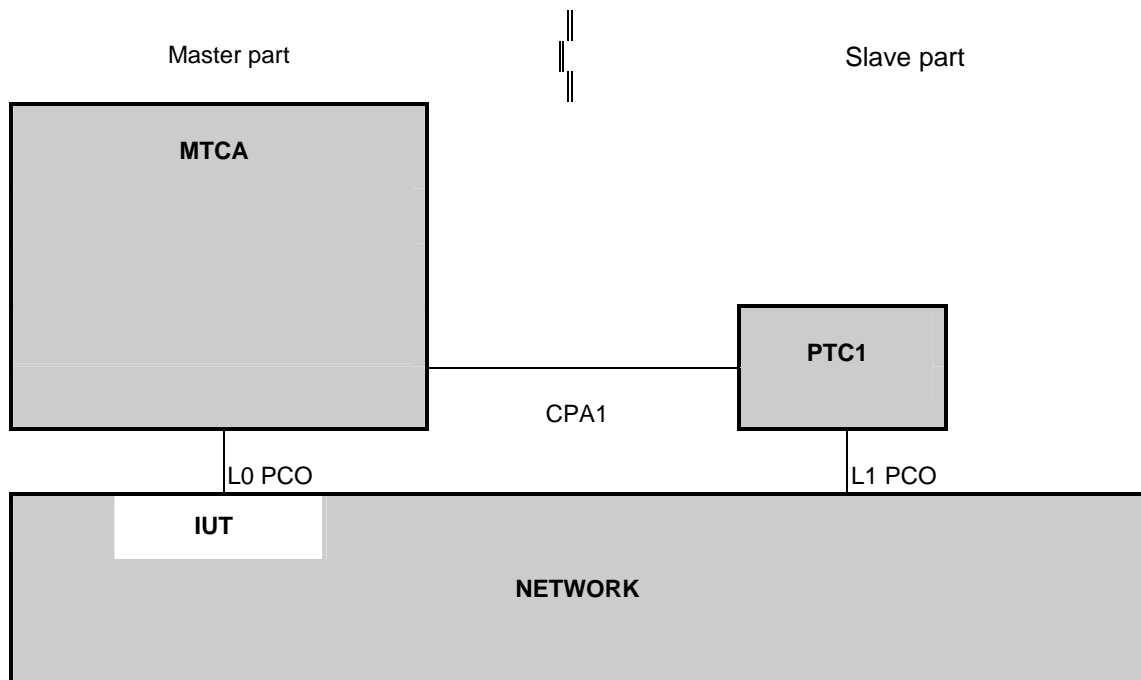 Master part
Slave part
MTCA
PTC1
CPA1
L0 PCO
L1 PCO
IUT
NETWORK